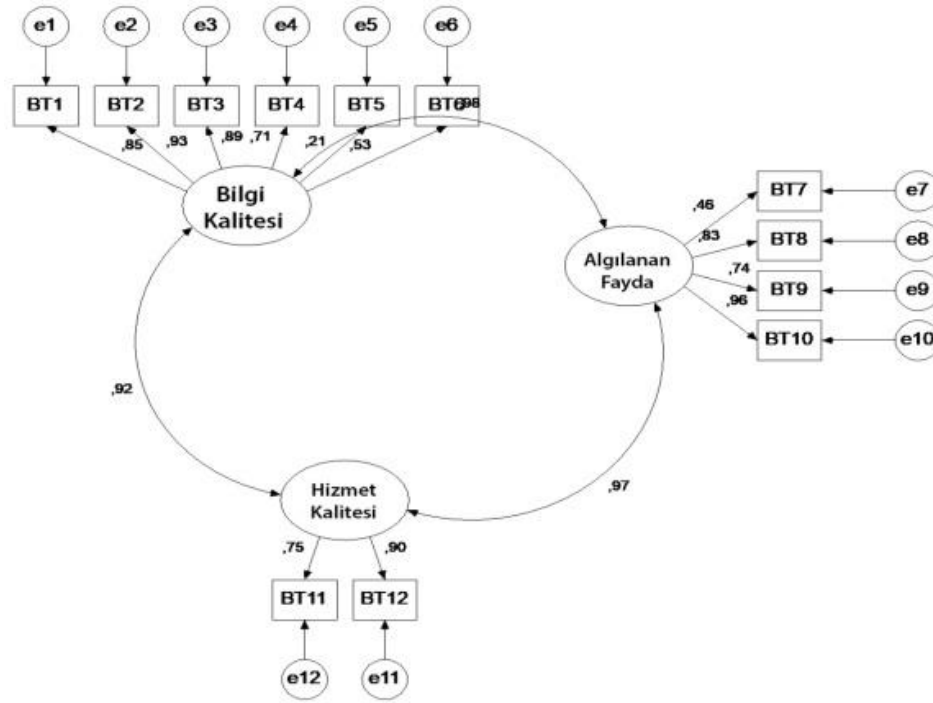 e1 e2 e3 e4 e5 e6
BT1 BT2 BT3 BT4 BT5 BT6 ,98
,85 ,93 ,89 ,71 ,21 ,53
Bilgi
Kalitesi
BT7 e7
,46
,83 BT8 e8
Algılanan
Fayda
,74 BT9 e9
,96 BT10 e10
,92
,97
Hizmet
Kalitesi
,75 ,90
BT11 BT12
e12 e11